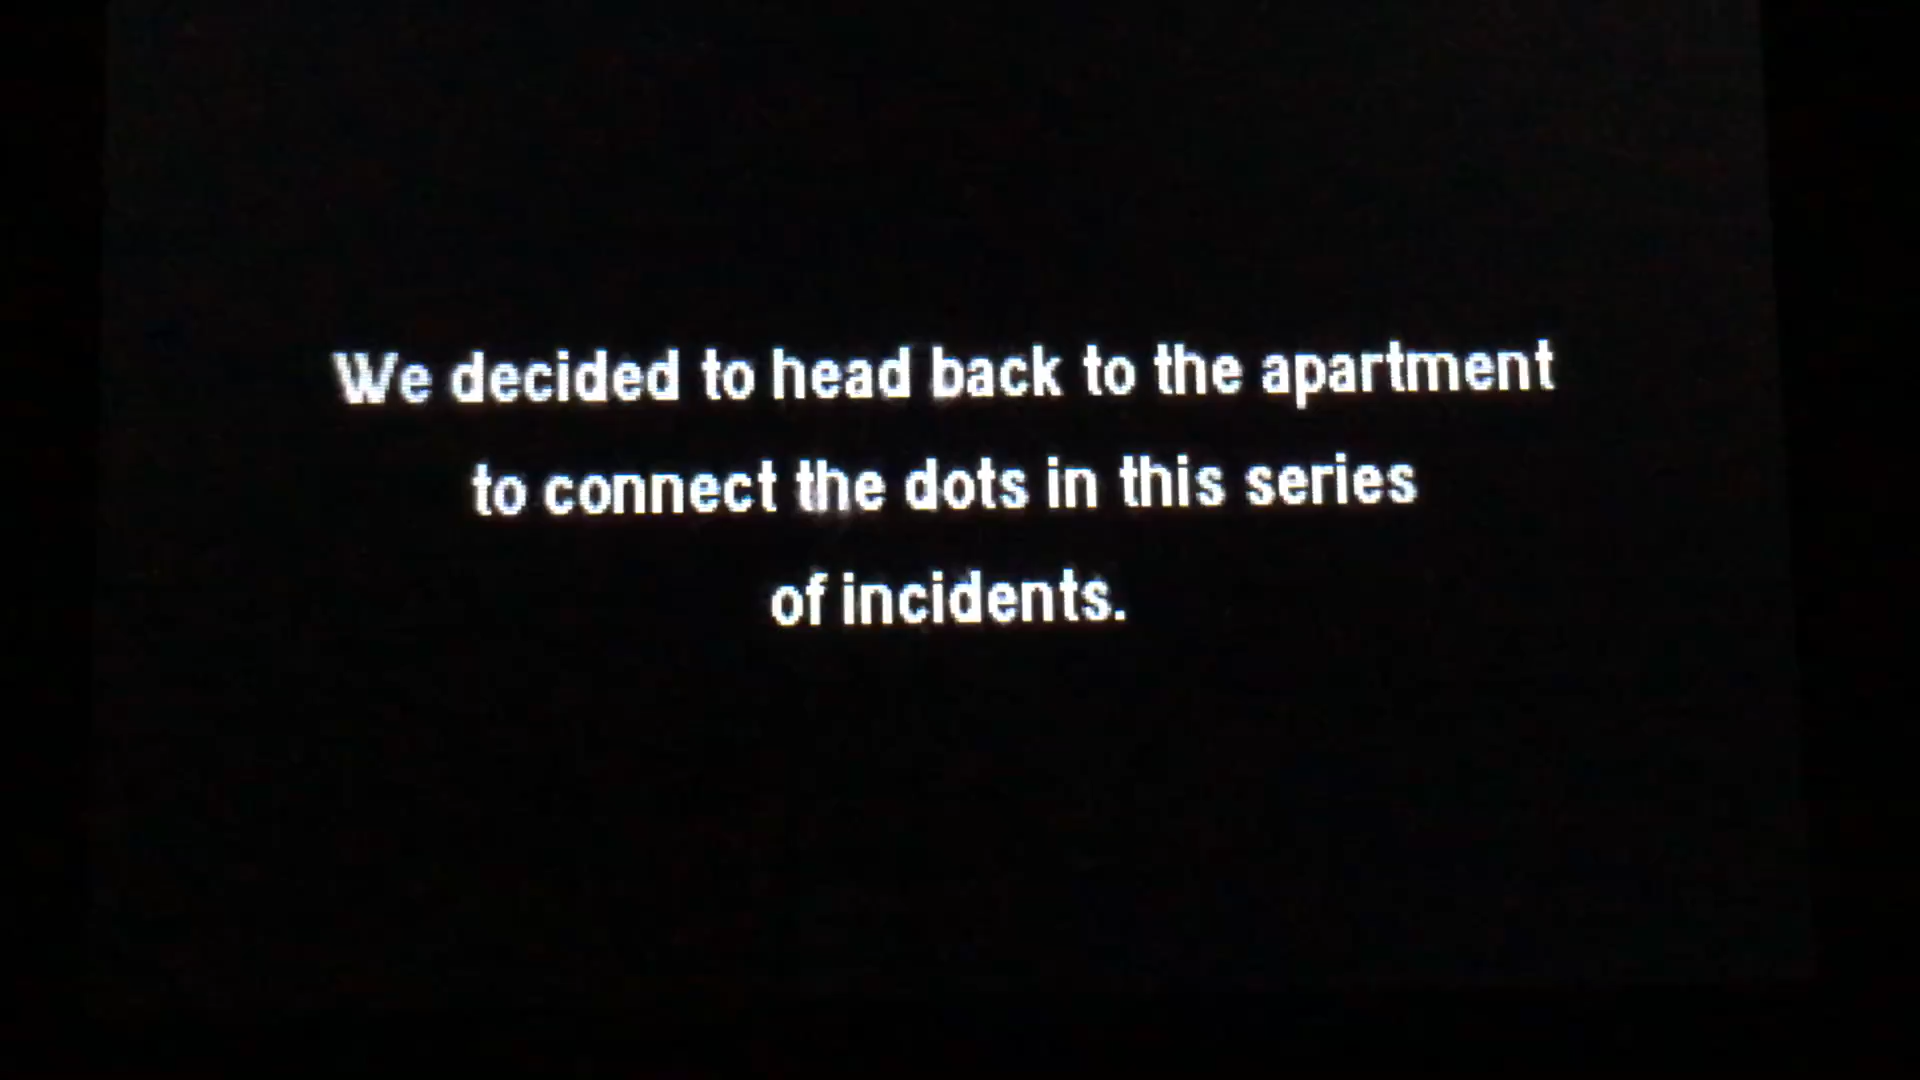 We decided to head back to the apartment
to connect the dots in this series
of incidents.